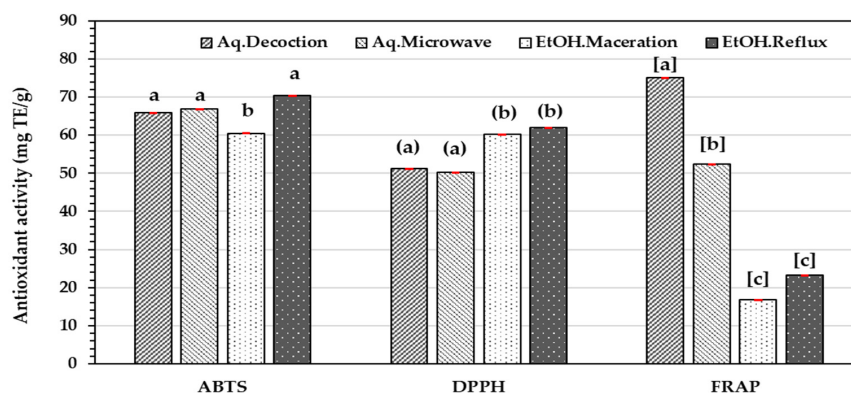 90
80
70
60
50
40
30
20
10
0
Antioxidant activity (mg TE/g)
Aq.Decoction Aq.Microwave EtOH.Maceration EtOH.Reflux
a a b a
(a) (a) (b) (b)
[a] [b] [c] [c]
ABTS DPPH FRAP